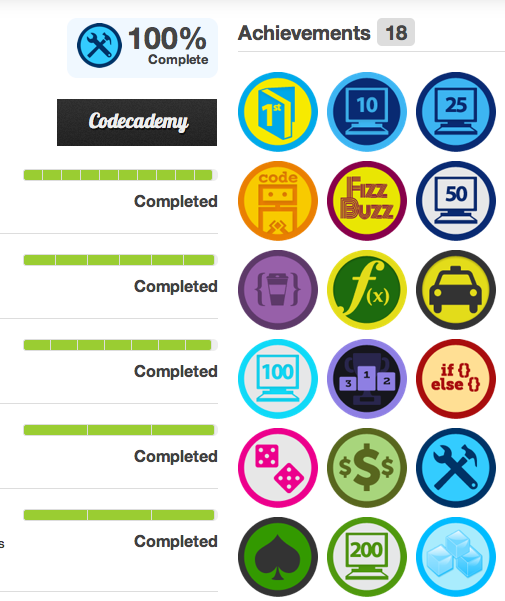 100%
Complete
Codecademy
Completed
Completed
Completed
Completed
s
Completed
Achievements 18
1st
10
25
code
Fizz
Buzz
50
{ }
f(x)
100
3 1 2
if {}
else {}
$ $ $
200